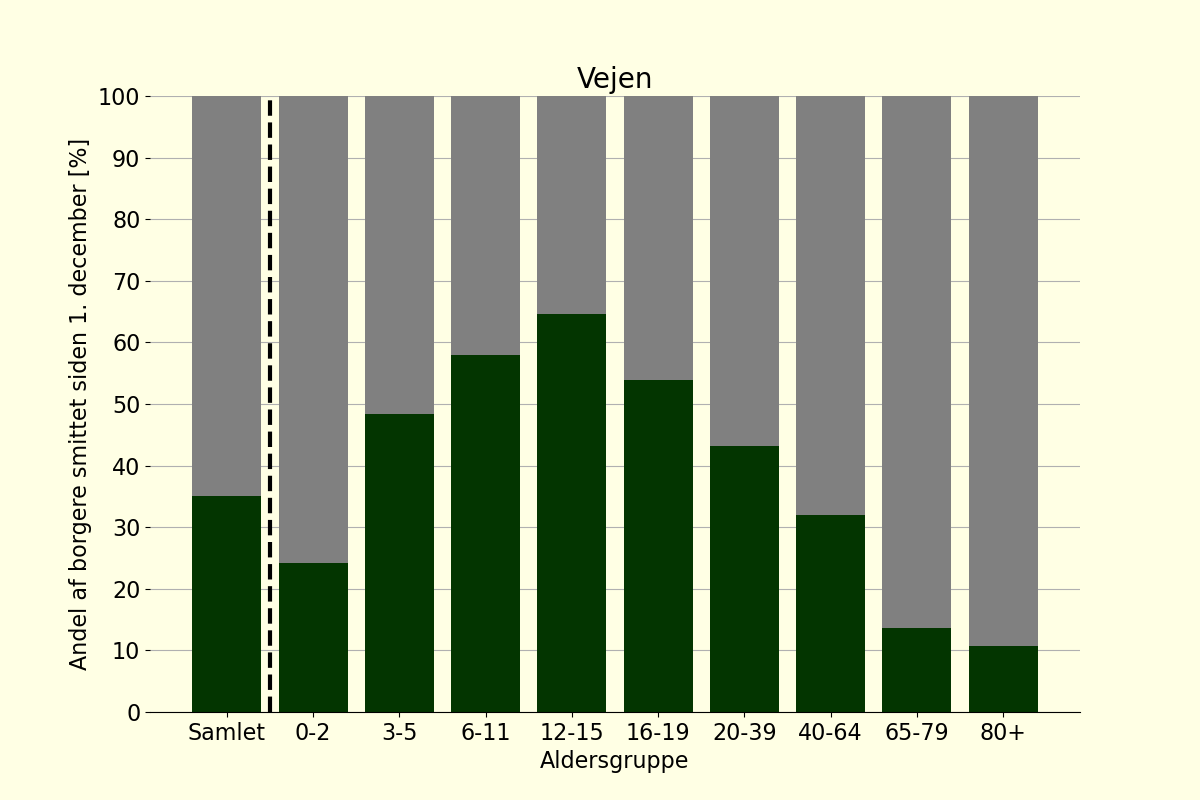 Vejen
Andel af borgere smittet siden 1. december [%]
100
90
80
70
60
50
40
30
20
10
0
Samlet 0-2 3-5 6-11 12-15 16-19 20-39 40-64 65-79 80+
Aldersgruppe